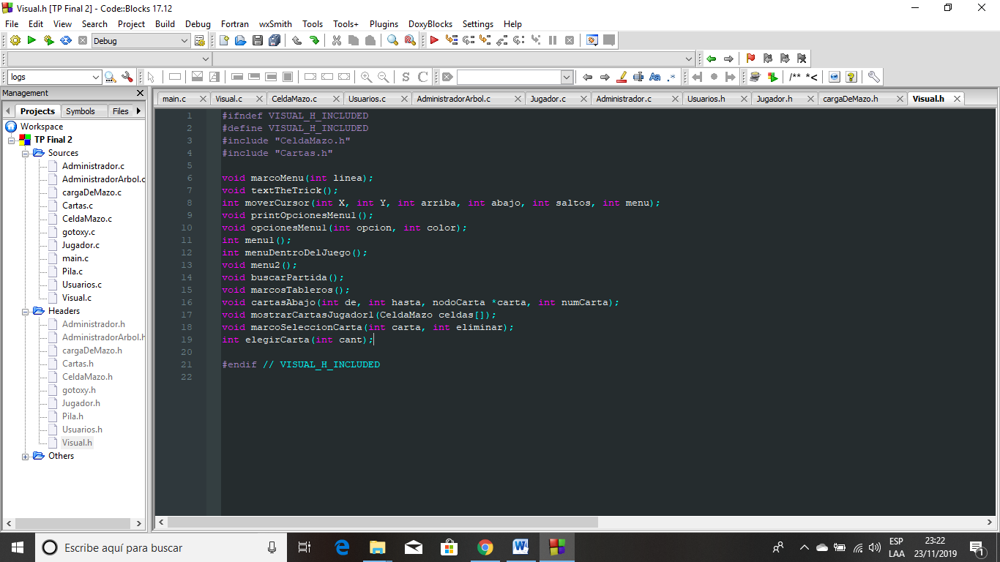 Visual.h [TP Final 2] - Code::Blocks 17.12
File Edit View Search Project Build Debug Fortran wxSmith Tools Tools+ Plugins DoxyBlocks Settings Help
Debug
logs
S C Aa .* /** *<
Management
main.c Visual.c CeldaMazo.c Usuarios.c AdministradorArbol.c Jugador.c Administrador.c Usuarios.h Jugador.h cargaDeMazo.h Visual.h
Projects Symbols Files
Workspace
TP Final 2
Sources
Administrador.c
AdministradorArbol.c
cargaDeMazo.c
Cartas.c
CeldaMazo.c
gotoxy.c
Jugador.c
main.c
Pila.c
Usuarios.c
Visual.c
Headers
Administrador.h
AdministradorArbol.h
cargaDeMazo.h
Cartas.h
CeldaMazo.h
gotoxy.h
Jugador.h
Pila.h
Usuarios.h
Visual.h
Others
1 #ifndef VISUAL_H_INCLUDED
2 #define VISUAL_H_INCLUDED
3 #include "CeldaMazo.h"
4 #include "Cartas.h"
5
6 void marcoMenu(int linea);
7 void textTheTrick();
8 int moverCursor(int X, int Y, int arriba, int abajo, int saltos, int menu);
9 void printOpcionesMenu1();
10 void opcionesMenu1(int opcion, int color);
11 int menu1();
12 int menuDentroDelJuego();
13 void menu2();
14 void buscarPartida();
15 void marcosTableros();
16 void cartasAbajo(int de, int hasta, nodoCarta *carta, int numCarta);
17 void mostrarCartasJugador1(CeldaMazo celdas[]);
18 void marcoSeleccionCarta(int carta, int eliminar);
19 int elegirCarta(int cant);
20
21 #endif // VISUAL_H_INCLUDED
22
Escribe aquí para buscar
ESP
LAA
23:22
23/11/2019
1